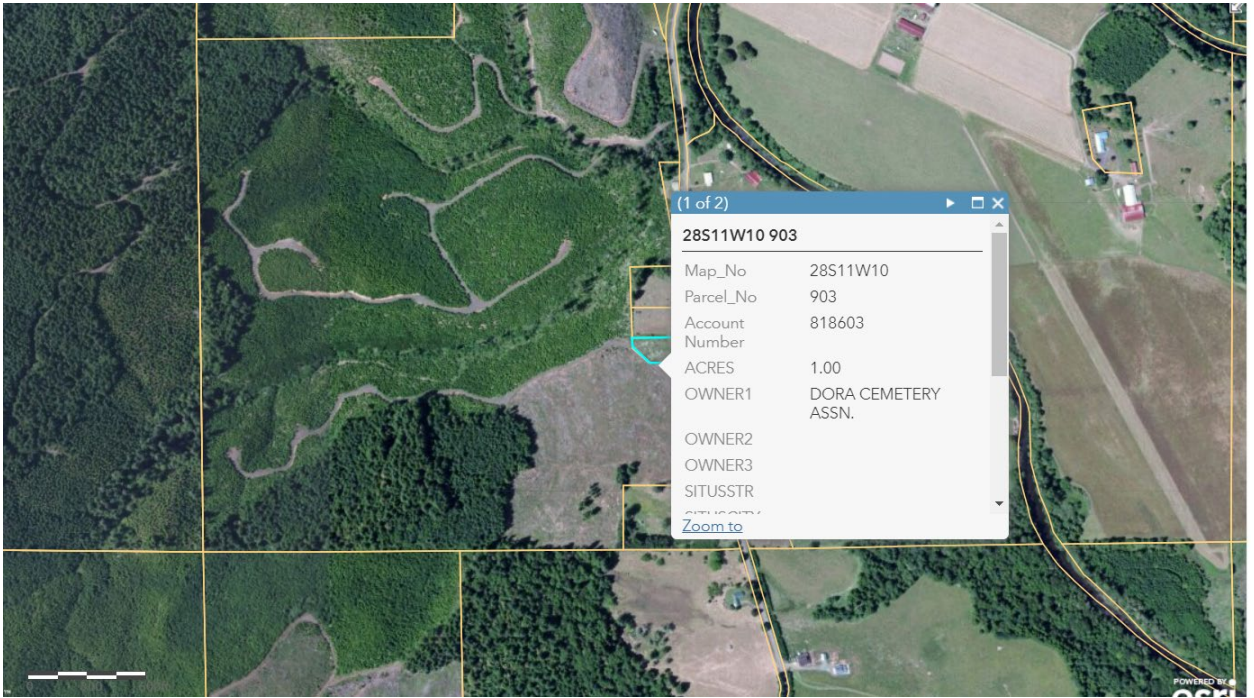 (1 of 2)
28S11W10 903
Map_No 28S11W10
Parcel_No 903
Account Number 818603
ACRES 1.00
OWNER1 DORA CEMETERY
ASSN.
OWNER2
OWNER3
SITUSSTR
Zoom to
POWERED BY
esri